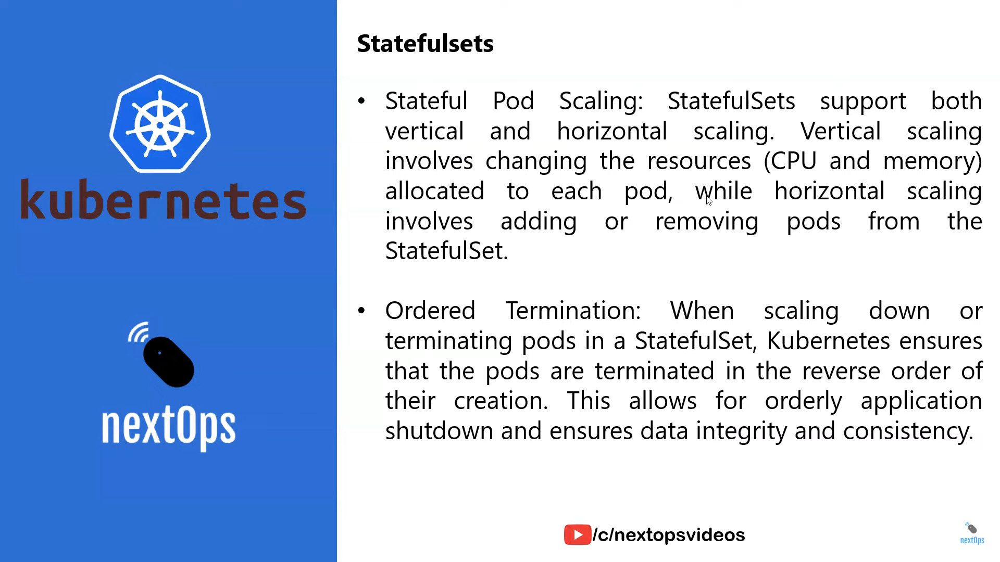 kubernetes
nextOps
Statefulsets
• Stateful Pod Scaling: StatefulSets support both
vertical and horizontal scaling. Vertical scaling
involves changing the resources (CPU and memory)
allocated to each pod, while horizontal scaling
involves adding or removing pods from the
StatefulSet.
• Ordered Termination: When scaling down or
terminating pods in a StatefulSet, Kubernetes ensures
that the pods are terminated in the reverse order of
their creation. This allows for orderly application
shutdown and ensures data integrity and consistency.
/c/nextopsvideos
nextOps